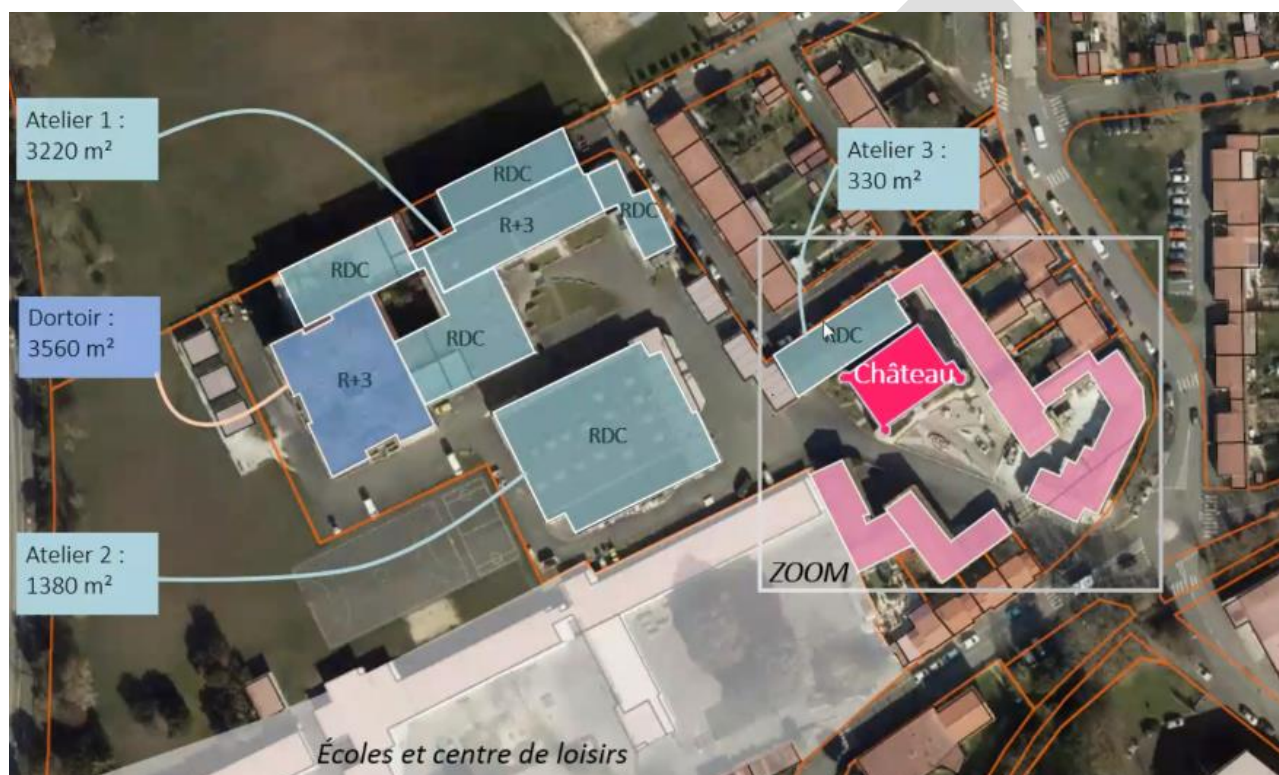 Atelier 1 :
3220 m²
Atelier 3 :
330 m²
RDC
RDC
R+3
RDC
Dortoir :
3560 m²
RDC
RDC
R+3
Château
RDC
Atelier 2 :
1380 m²
ZOOM
Écoles et centre de loisirs